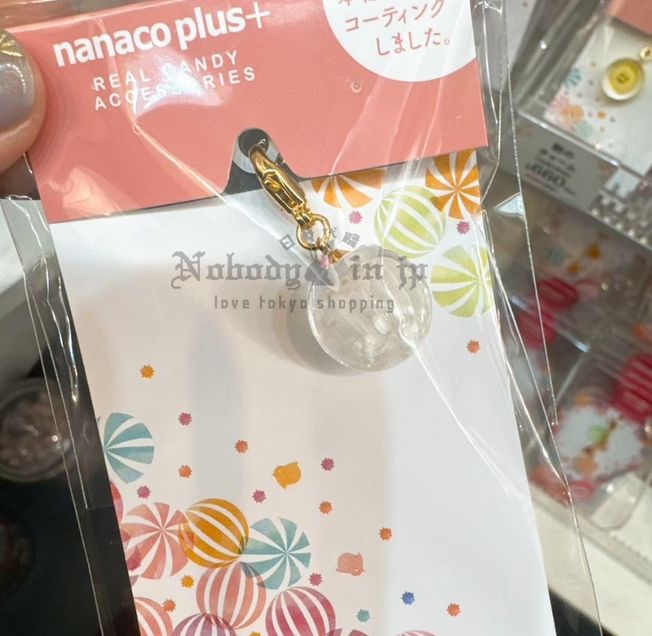 nanaco plus+
REAL CANDY
ACCESSORIES
コーティング
しました。
Nobody in jp
love tokyo shopping